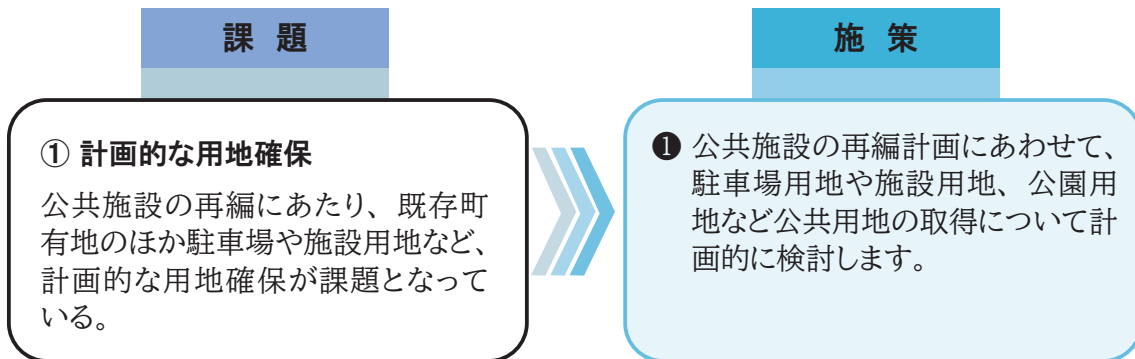 課題
① 計画的な用地確保
公共施設の再編にあたり、既存町
有地のほか駐車場や施設用地など、
計画的な用地確保が課題となって
いる。
施策
❶ 公共施設の再編計画にあわせて、
駐車場用地や施設用地、公園用
地など公共用地の取得について計
画的に検討します。